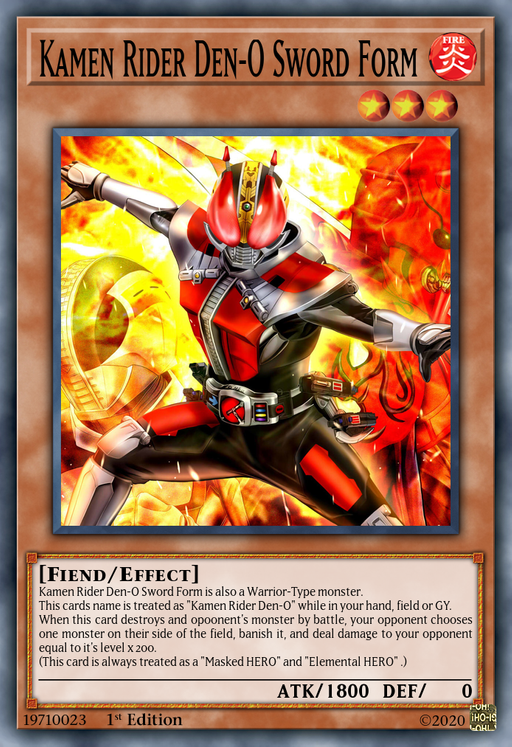 Kamen Rider Den-O Sword Form
FIRE
炎
[Fiend/Effect]
Kamen Rider Den-O Sword Form is also a Warrior-Type monster.
This cards name is treated as "Kamen Rider Den-O" while in your hand, field or GY.
When this card destroys and opoonent's monster by battle, your opponent chooses
one monster on their side of the field, banish it, and deal damage to your opponent
equal to it's level x 200.
(This card is always treated as a "Masked HERO" and "Elemental HERO" .)
ATK/1800 DEF/ 0
19710023 1st Edition ©2020